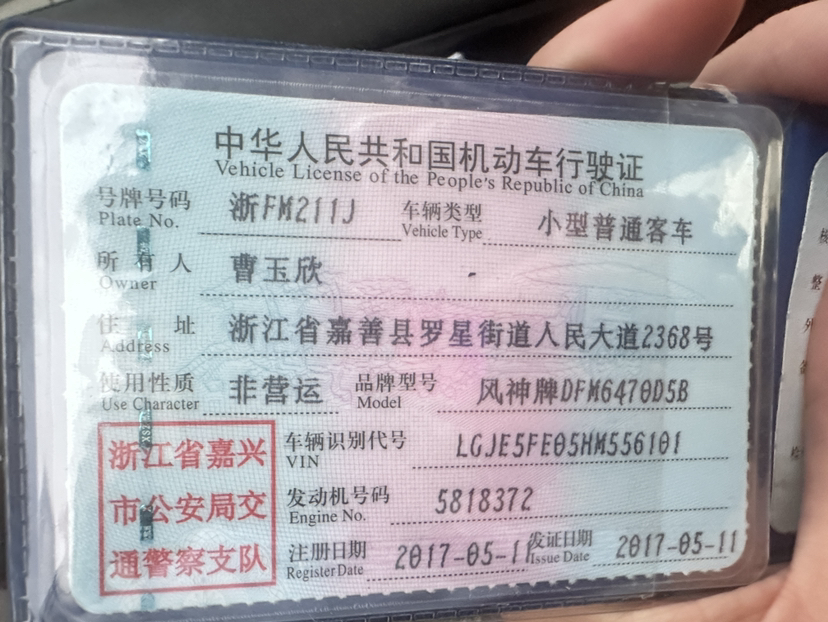 中华人民共和国机动车行驶证
Vehicle License of the People's Republic of China
号牌号码 浙FM211J 车辆类型 小型普通客车
Plate No. Vehicle Type
所有人 曹玉欣
Owner
住址 浙江省嘉善县罗星街道人民大道2368号
Address
使用性质 非营运 品牌型号 风神牌DFM6470D5B
Use Character Model
车辆识别代号 LGJE5FE05HM556101
VIN
发动机号码 5818372
Engine No.
注册日期 2017-05-11 发证日期 2017-05-11
Register Date Issue Date
浙江省嘉兴
市公安局交
通警察支队